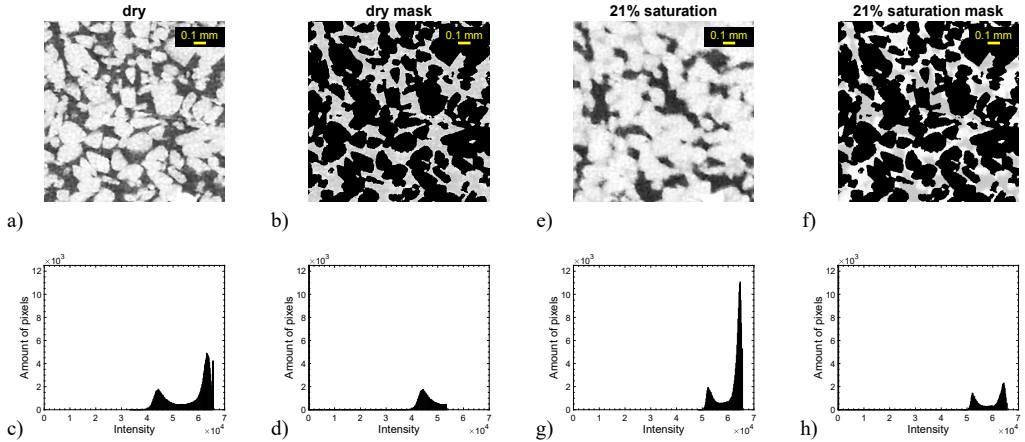 dry
dry mask
21% saturation
21% saturation mask
0.1 mm
0.1 mm
0.1 mm
0.1 mm
a)
b)
e)
f)
×10³
12
10
8
6
4
2
0
Amount of pixels
0 1 2 3 4 5 6 7
Intensity
×10⁴
c)
×10³
12
10
8
6
4
2
0
Amount of pixels
0 1 2 3 4 5 6 7
Intensity
×10⁴
d)
×10³
12
10
8
6
4
2
0
Amount of pixels
0 1 2 3 4 5 6 7
Intensity
×10⁴
g)
×10³
12
10
8
6
4
2
0
Amount of pixels
0 1 2 3 4 5 6 7
Intensity
×10⁴
h)